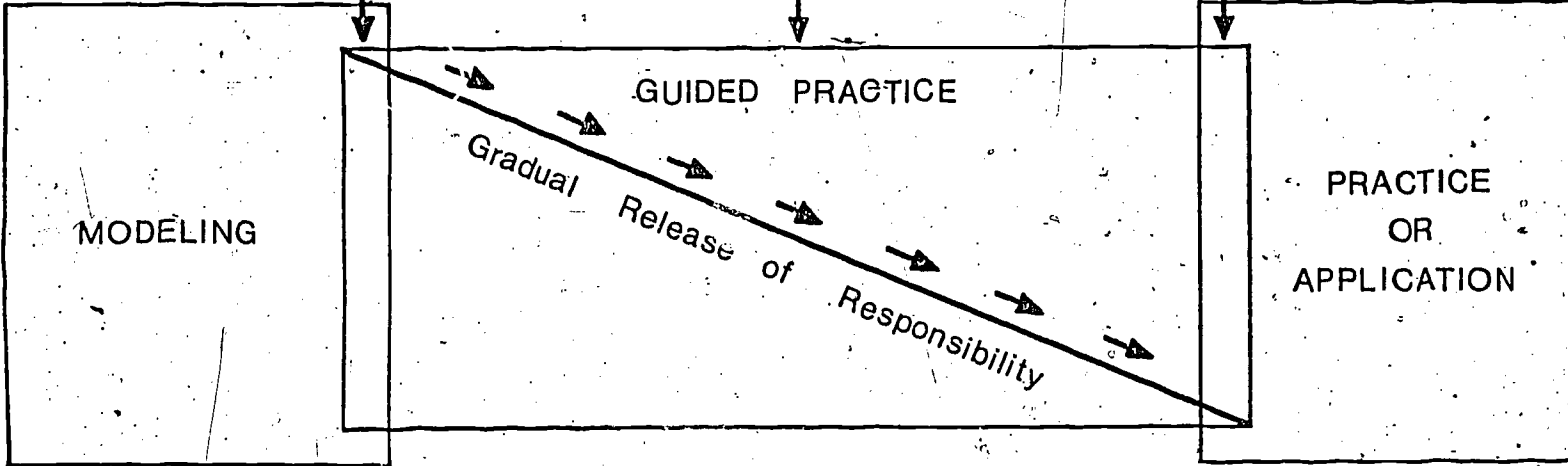 MODELING
GUIDED PRACTICE
Gradual Release of Responsibility
PRACTICE
OR
APPLICATION